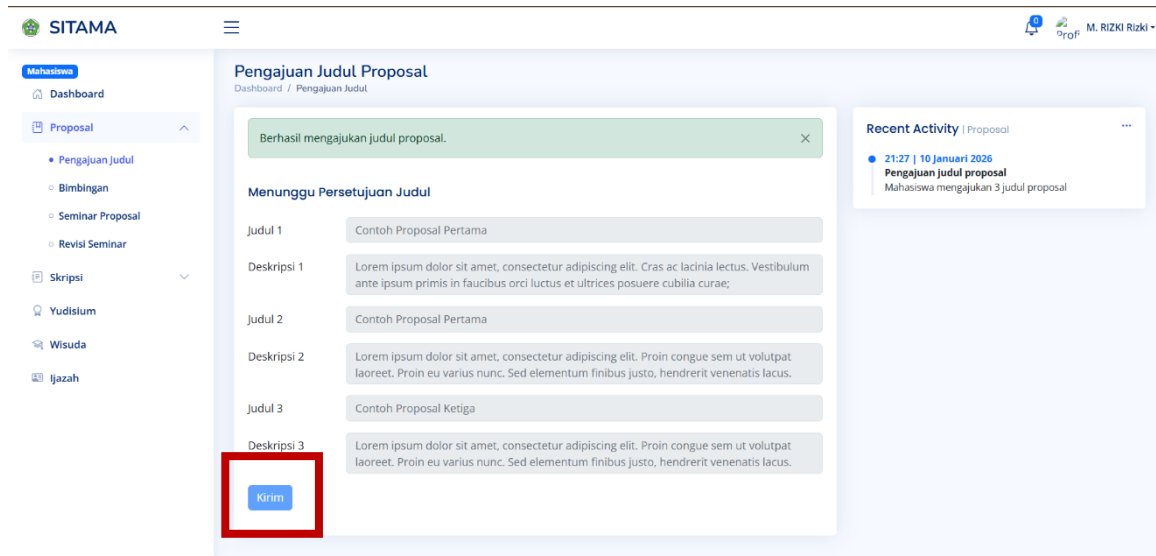 SITAMA
0
Prof
M. RIZKI Rizki
Mahasiswa
Dashboard
Proposal
Pengajuan Judul
Bimbingan
Seminar Proposal
Revisi Seminar
Skripsi
Yudisium
Wisuda
Ijazah
Pengajuan Judul Proposal
Dashboard / Pengajuan Judul
Berhasil mengajukan judul proposal.
Menunggu Persetujuan Judul
Judul 1
Contoh Proposal Pertama
Deskripsi 1
Lorem ipsum dolor sit amet, consectetur adipiscing elit. Cras ac lacinia lectus. Vestibulum
ante ipsum primis in faucibus orci luctus et ultrices posuere cubilia curae;
Judul 2
Contoh Proposal Pertama
Deskripsi 2
Lorem ipsum dolor sit amet, consectetur adipiscing elit. Proin congue sem ut volutpat
laoreet. Proin eu varius nunc. Sed elementum finibus justo, hendrerit venenatis lacus.
Judul 3
Contoh Proposal Ketiga
Deskripsi 3
Lorem ipsum dolor sit amet, consectetur adipiscing elit. Proin congue sem ut volutpat
laoreet. Proin eu varius nunc. Sed elementum finibus justo, hendrerit venenatis lacus.
Kirim
Recent Activity | Proposal
21:27 | 10 Januari 2026
Pengajuan judul proposal
Mahasiswa mengajukan 3 judul proposal